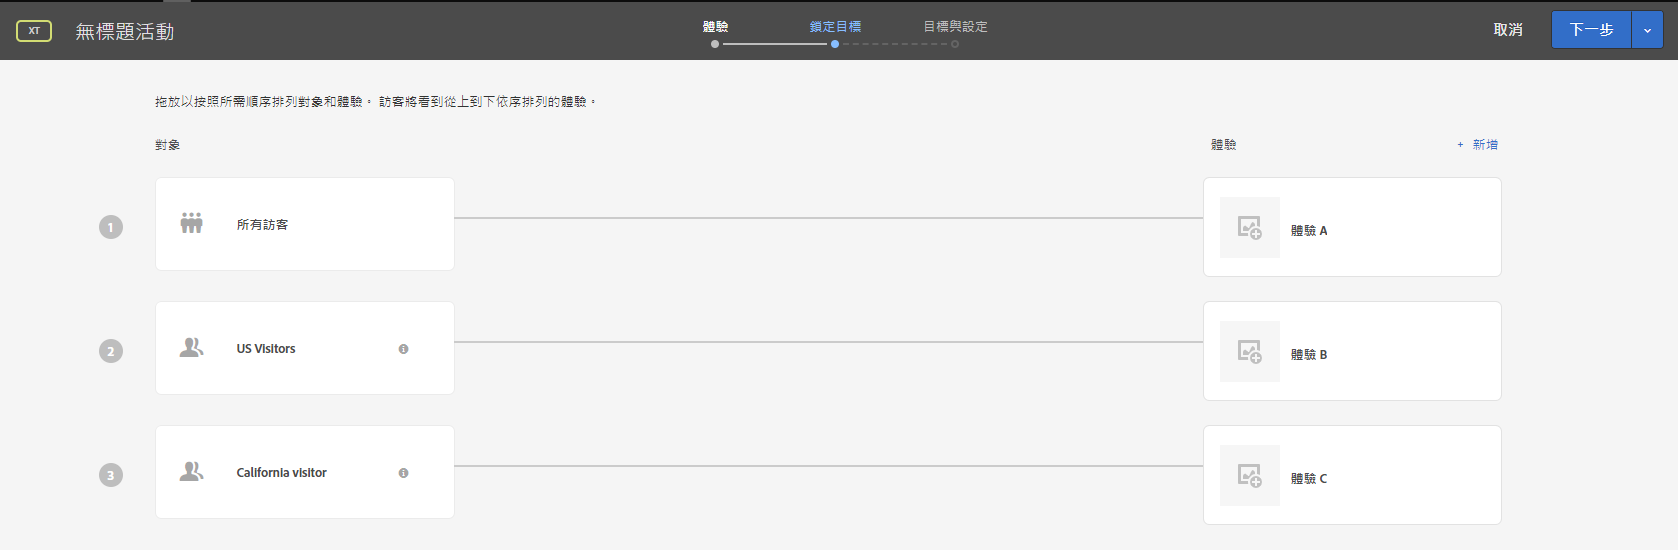 XT 無標題活動 體驗 鎖定目標 目標與設定 取消 下一步
拖放以按照所需順序排列對象和體驗。 訪客將看到從上到下依序排列的體驗。
對象 體驗 + 新增
1 所有訪客 體驗 A
2 US Visitors 體驗 B
3 California visitor 體驗 C